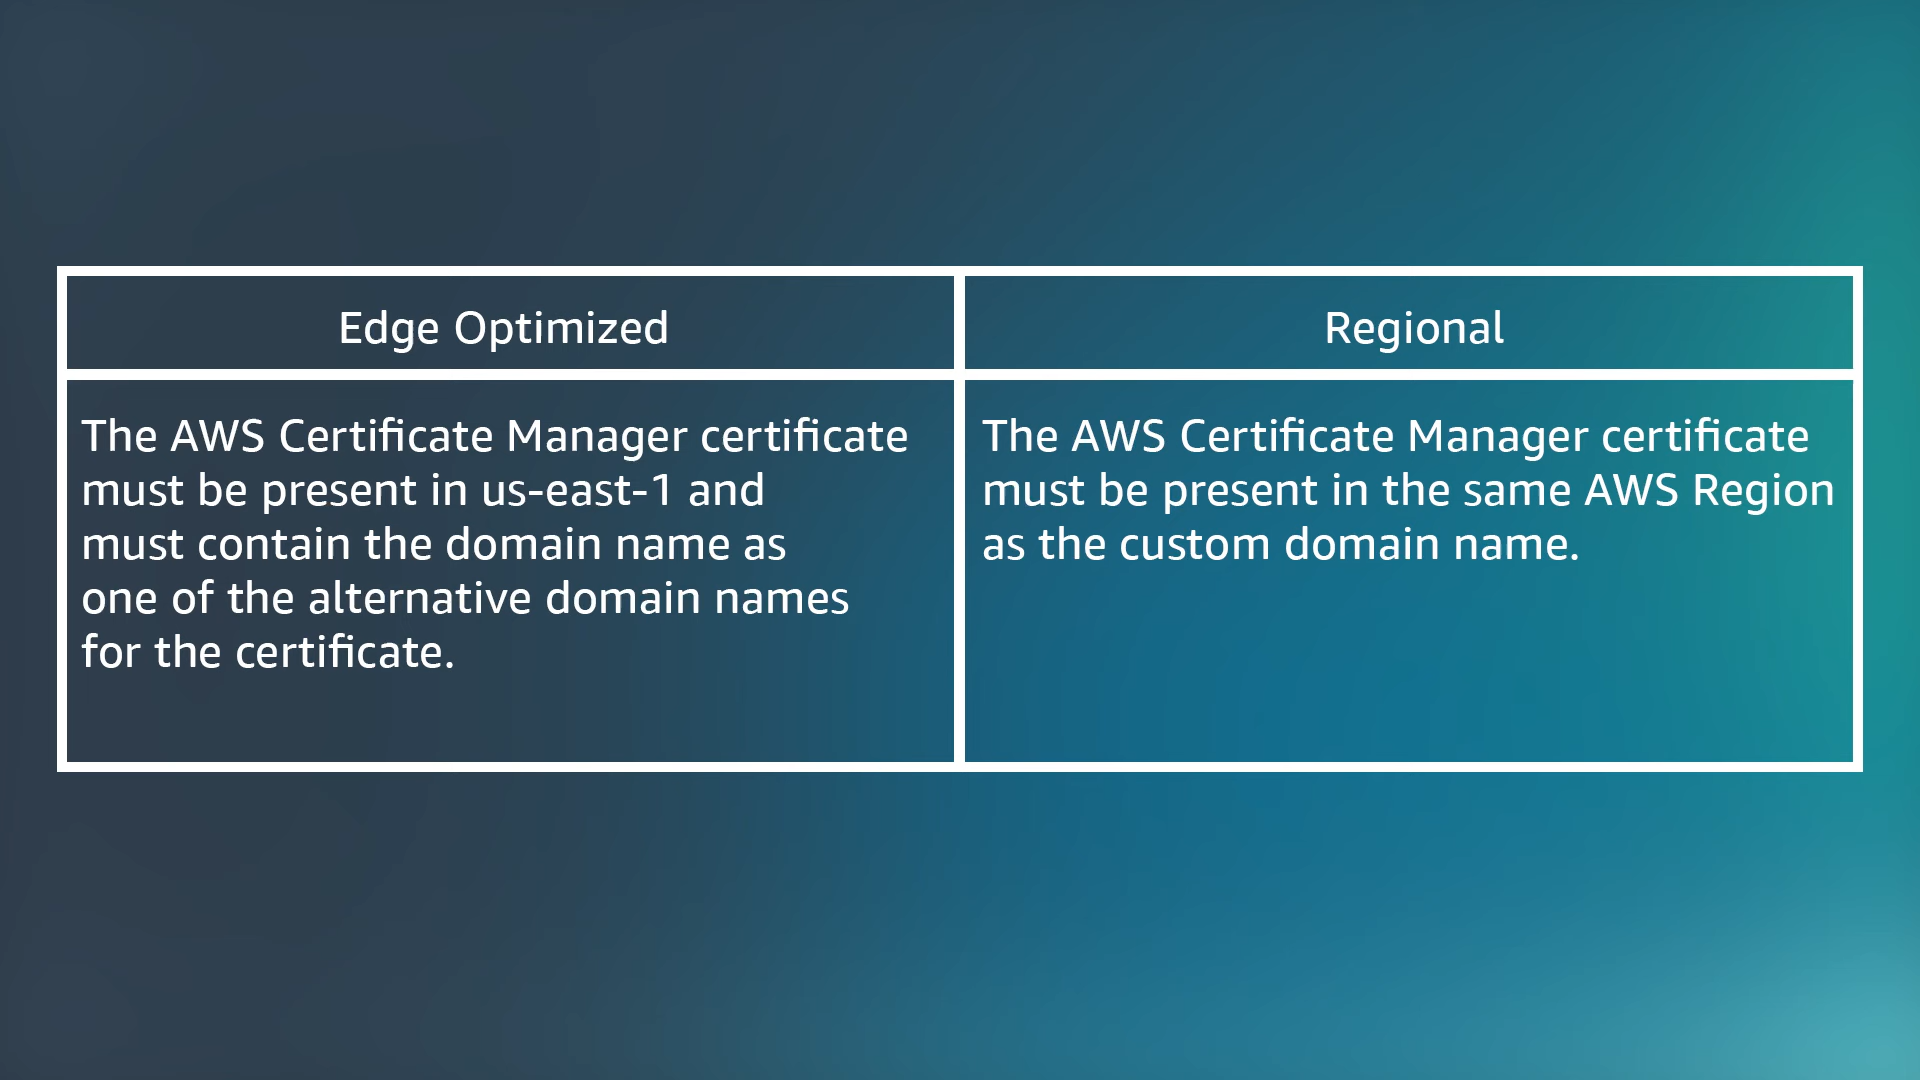 Edge Optimized
Regional
The AWS Certificate Manager certificate
must be present in us-east-1 and
must contain the domain name as
one of the alternative domain names
for the certificate.
The AWS Certificate Manager certificate
must be present in the same AWS Region
as the custom domain name.